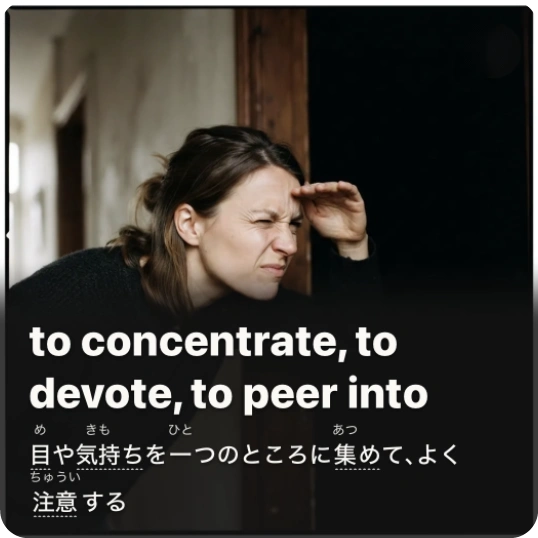 to concentrate, to
devote, to peer into
め きも ひと あつ
目や気持ちを一つのところに集めて、よく
ちゅうい
注意する